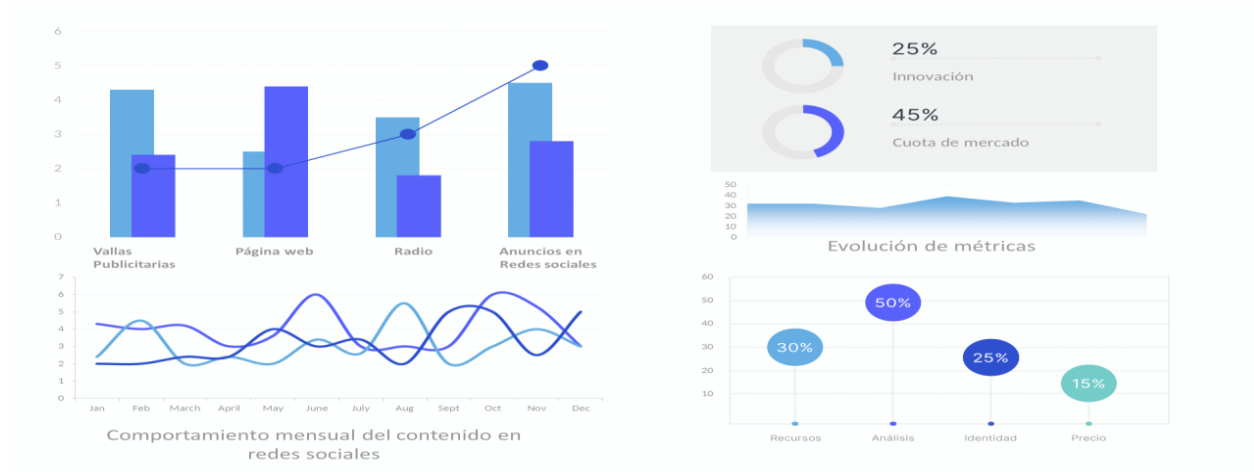 6
5
4
3
2
1
0
Vallas
Publicitarias
Página web
Radio
Anuncios en
Redes sociales
7
6
5
4
3
2
1
0
Jan Feb March April May June July Aug Sept Oct Nov Dec
Comportamiento mensual del contenido en
redes sociales
25%
Innovación
45%
Cuota de mercado
50
40
30
20
10
0
Evolución de métricas
60
50
40
30
20
10
30%
50%
25%
15%
Recursos Análisis Identidad Precio